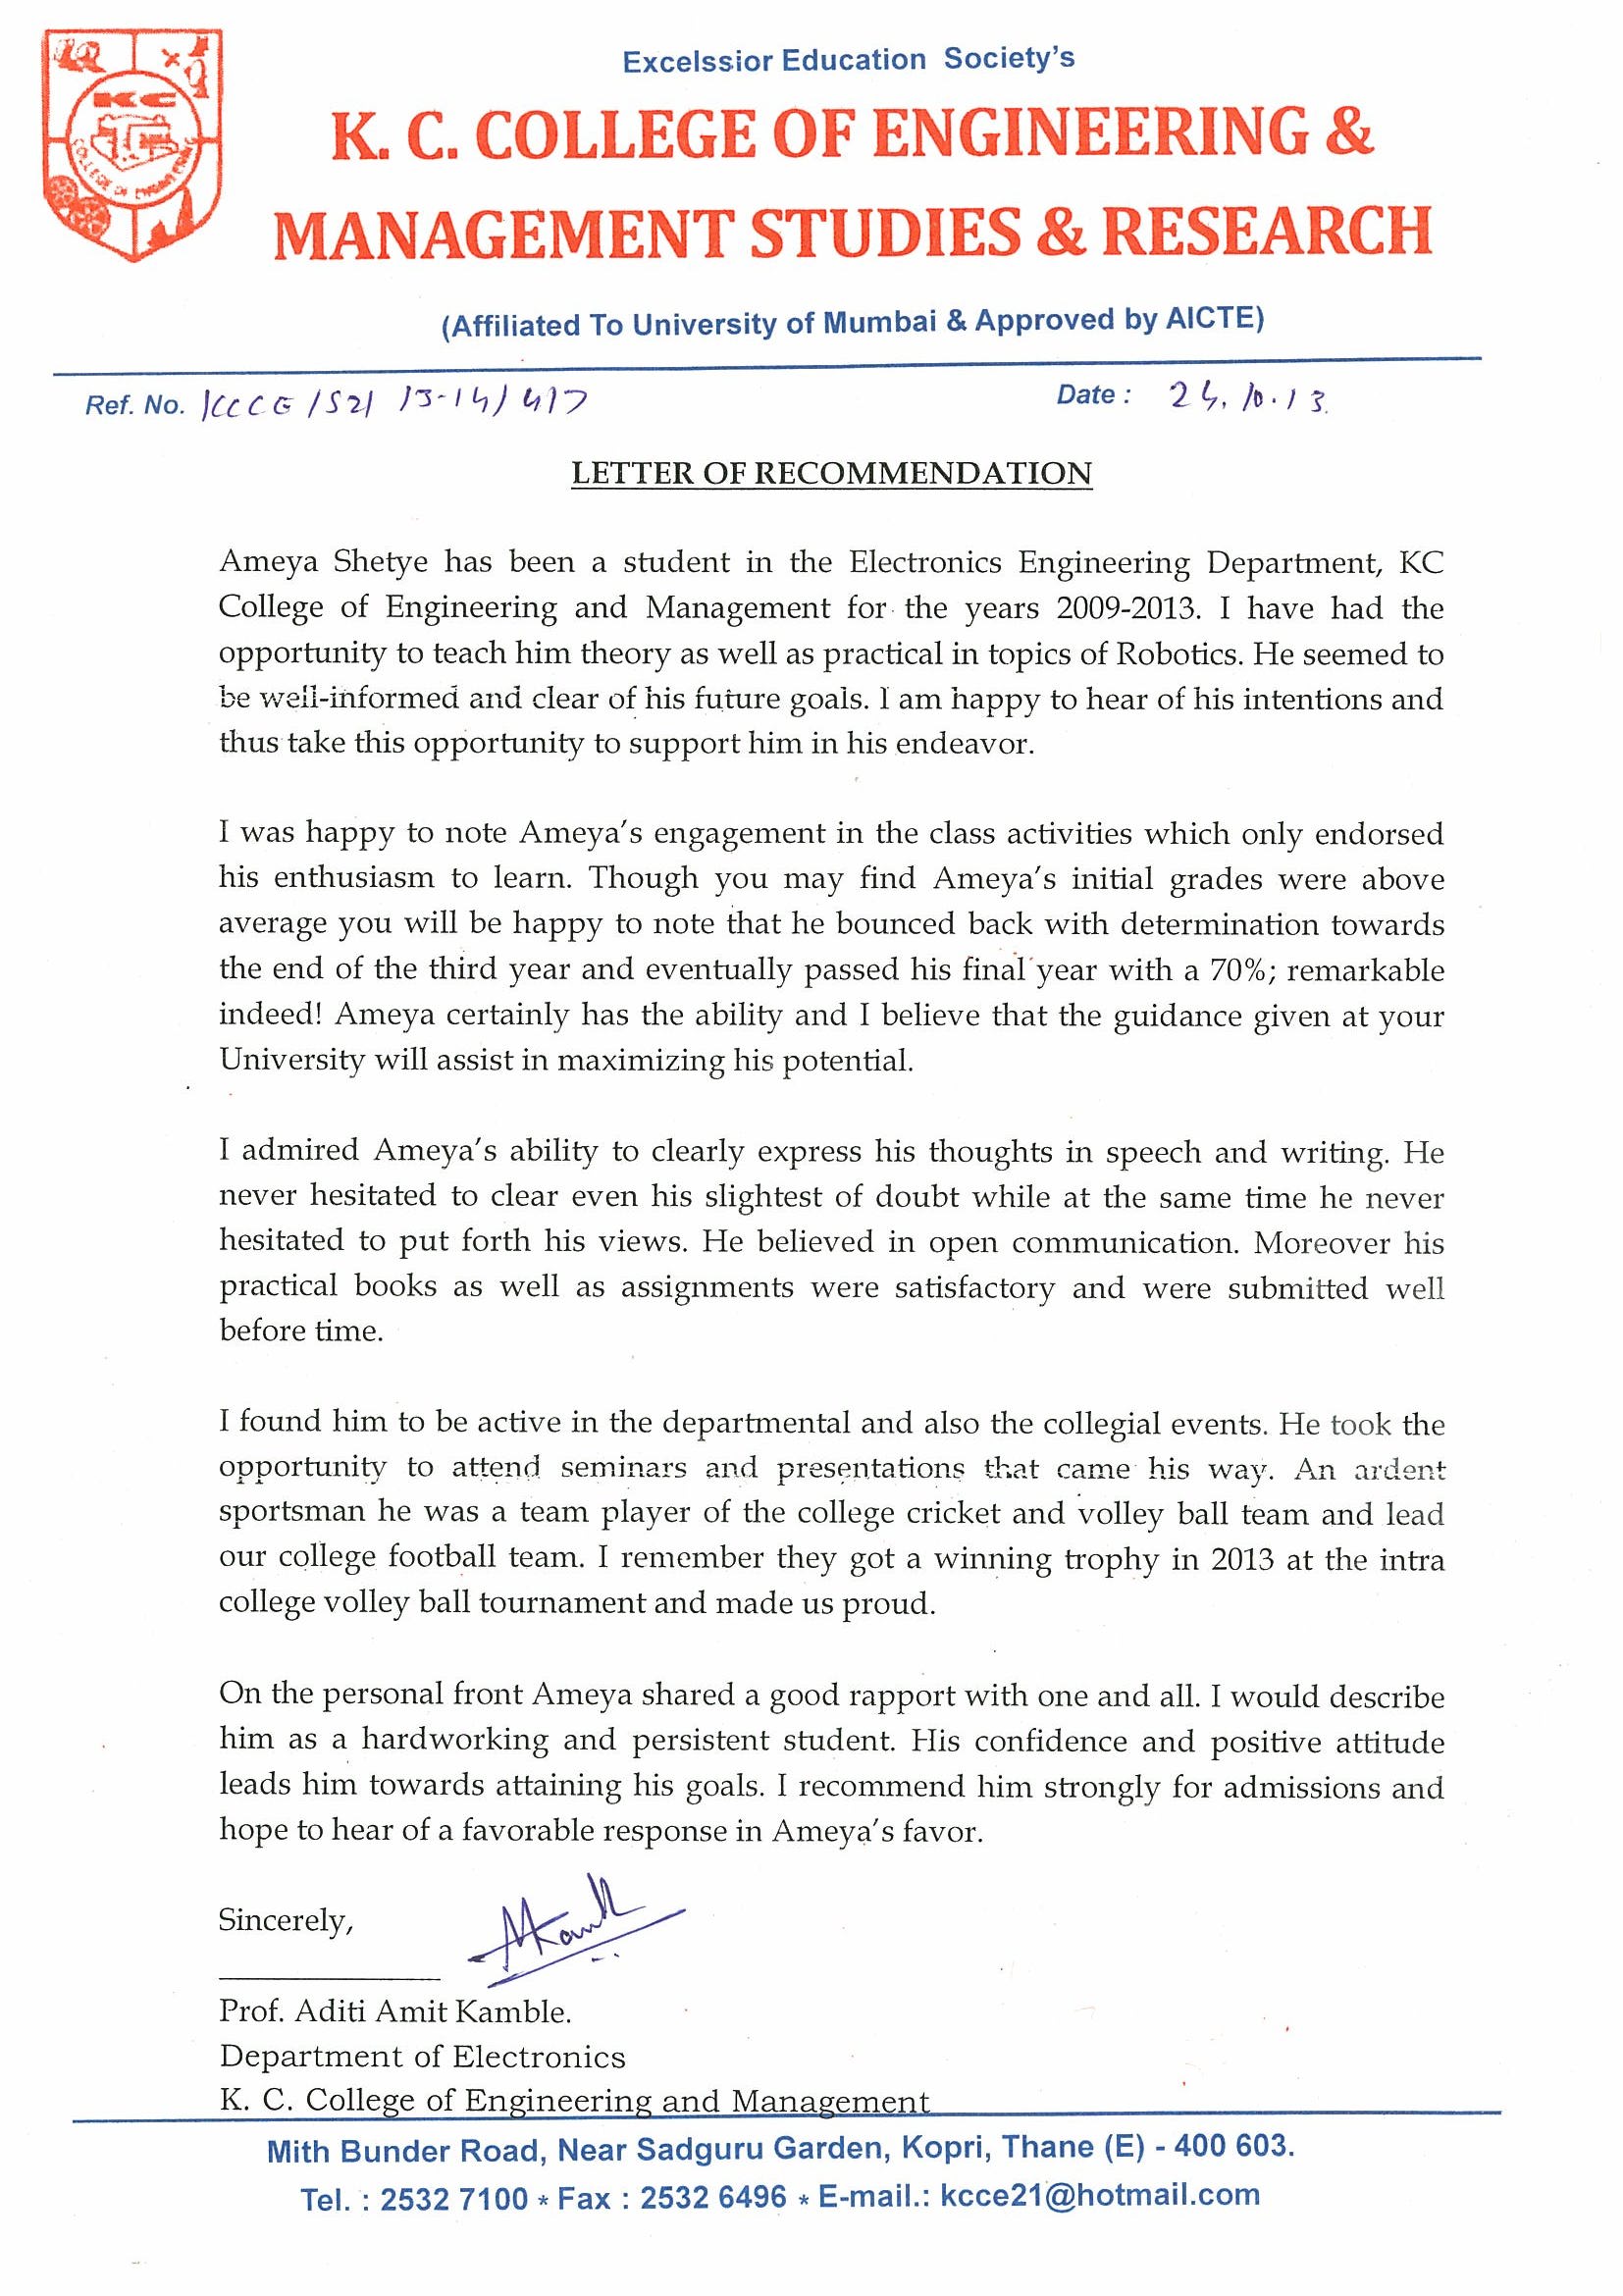 Excelssior Education Society's
K. C. COLLEGE OF ENGINEERING &
MANAGEMENT STUDIES & RESEARCH
(Affiliated To University of Mumbai & Approved by AICTE)
KC
COLLEGE OF ENGINEERING
Ref. No. KCCE/S2/ 13-14/ 417
Date : 24.10.13.
LETTER OF RECOMMENDATION
Ameya Shetye has been a student in the Electronics Engineering Department, KC
College of Engineering and Management for the years 2009-2013. I have had the
opportunity to teach him theory as well as practical in topics of Robotics. He seemed to
be well-informed and clear of his future goals. I am happy to hear of his intentions and
thus take this opportunity to support him in his endeavor.
I was happy to note Ameya's engagement in the class activities which only endorsed
his enthusiasm to learn. Though you may find Ameya's initial grades were above
average you will be happy to note that he bounced back with determination towards
the end of the third year and eventually passed his final year with a 70%; remarkable
indeed! Ameya certainly has the ability and I believe that the guidance given at your
University will assist in maximizing his potential.
I admired Ameya's ability to clearly express his thoughts in speech and writing. He
never hesitated to clear even his slightest of doubt while at the same time he never
hesitated to put forth his views. He believed in open communication. Moreover his
practical books as well as assignments were satisfactory and were submitted well
before time.
I found him to be active in the departmental and also the collegial events. He took the
opportunity to attend seminars and presentations that came his way. An ardent
sportsman he was a team player of the college cricket and volley ball team and lead
our college football team. I remember they got a winning trophy in 2013 at the intra
college volley ball tournament and made us proud.
On the personal front Ameya shared a good rapport with one and all. I would describe
him as a hardworking and persistent student. His confidence and positive attitude
leads him towards attaining his goals. I recommend him strongly for admissions and
hope to hear of a favorable response in Ameya's favor.
Sincerely,
Prof. Aditi Amit Kamble.
Department of Electronics
K. C. College of Engineering and Management
Mith Bunder Road, Near Sadguru Garden, Kopri, Thane (E) - 400 603.
Tel. : 2532 7100 * Fax : 2532 6496 * E-mail.: kcce21@hotmail.com